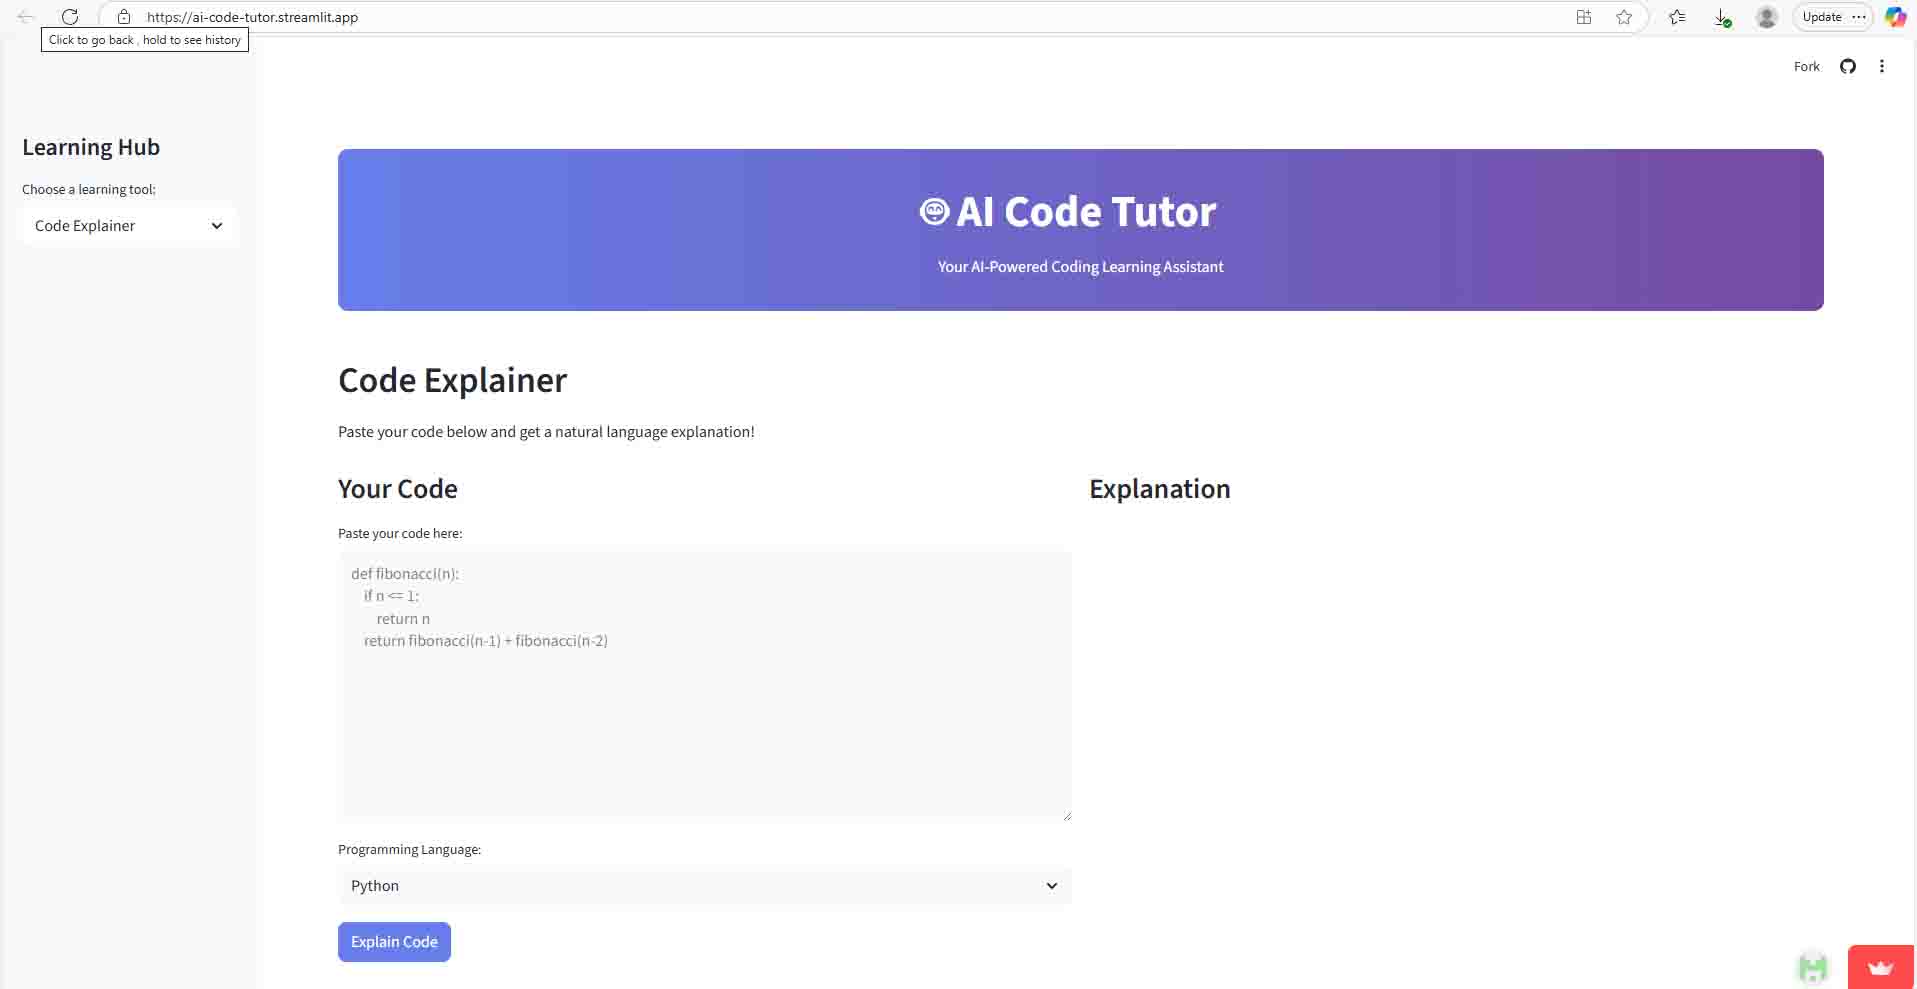 https://ai-code-tutor.streamlit.app
Update
Click to go back , hold to see history
Fork
Learning Hub
Choose a learning tool:
Code Explainer
AI Code Tutor
Your AI-Powered Coding Learning Assistant
Code Explainer
Paste your code below and get a natural language explanation!
Your Code
Paste your code here:
def fibonacci(n):
if n <= 1:
return n
return fibonacci(n-1) + fibonacci(n-2)
Programming Language:
Python
Explain Code
Explanation